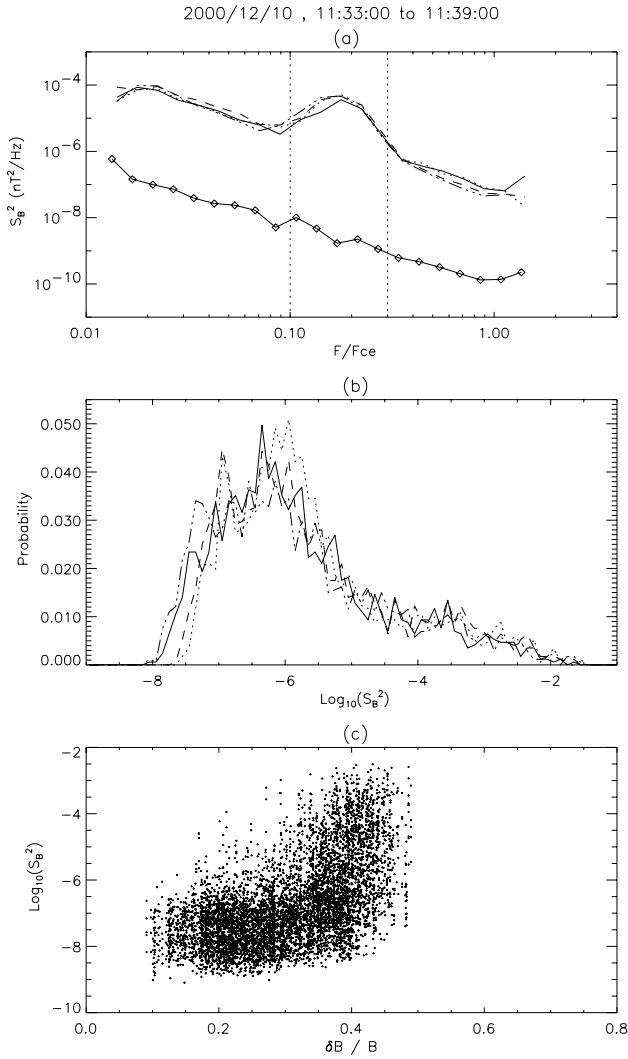 2000/12/10 , 11:33:00 to 11:39:00
(a)
S_B^2 (nT^2/Hz)
10^-4
10^-6
10^-8
10^-10
0.01 0.10 1.00
F/Fce
(b)
Probability
0.050
0.040
0.030
0.020
0.010
0.000
-8 -6 -4 -2
Log_10(S_B^2)
(c)
Log_10(S_B^2)
-2
-4
-6
-8
-10
0.0 0.2 0.4 0.6 0.8
δB / B